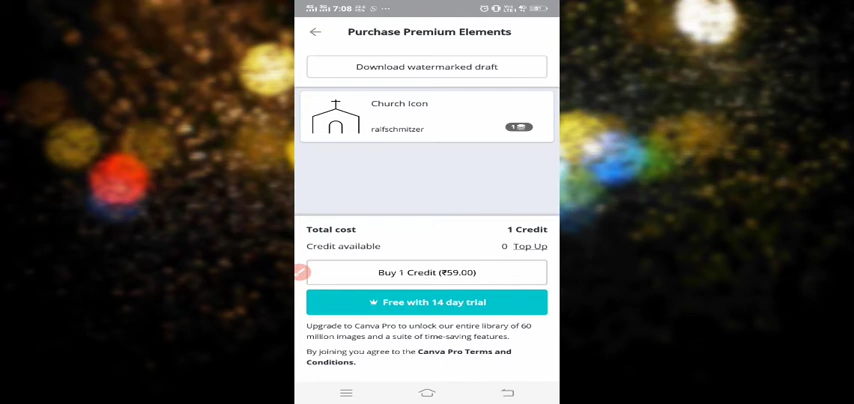 7:08
Purchase Premium Elements
Download watermarked draft
Church Icon
ralfschmitzer
1
Total cost 1 Credit
Credit available 0 Top Up
Buy 1 Credit (₹59.00)
Free with 14 day trial
Upgrade to Canva Pro to unlock our entire library of 60
million images and a suite of time-saving features.
By joining you agree to the Canva Pro Terms and
Conditions.